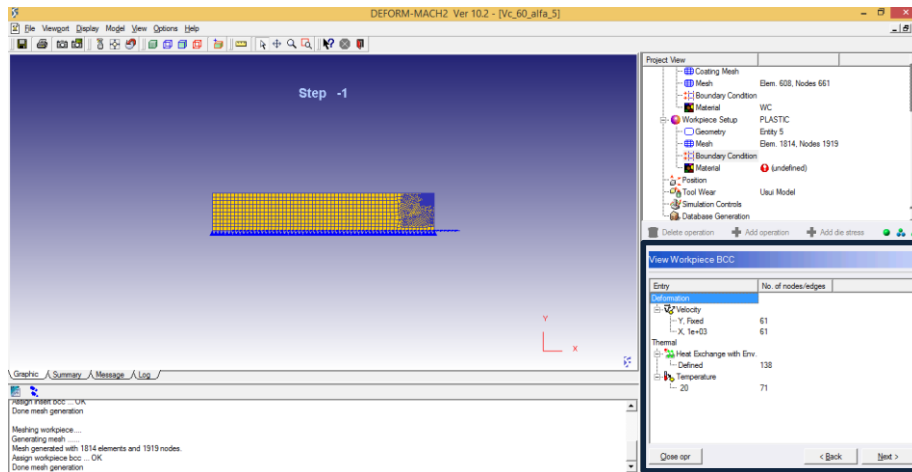 DEFORM-MACH2 Ver 10.2 - [Vc_60_alfa_5]
File Viewport Display Model View Options Help
Step -1
Y
X
Graphic Summary Message Log
Assign insert bcc ... OK
Done mesh generation
Meshing workpiece....
Generating mesh ......
Mesh generated with 1814 elements and 1919 nodes.
Assign workpiece bcc ... OK
Done mesh generation
Project View
Coating Mesh
Mesh Elem. 608, Nodes 661
Boundary Condition
Material WC
Workpiece Setup PLASTIC
Geometry Entity 5
Mesh Elem. 1814, Nodes 1919
Boundary Condition
Material (undefined)
Position
Tool Wear Usui Model
Simulation Controls
Database Generation
Delete operation Add operation Add die stress
View Workpiece BCC
Entry No. of nodes/edges
Deformation
Velocity
Y, Fixed 61
X, 1e+03 61
Thermal
Heat Exchange with Env.
Defined 138
Temperature
20 71
Close opr < Back Next >